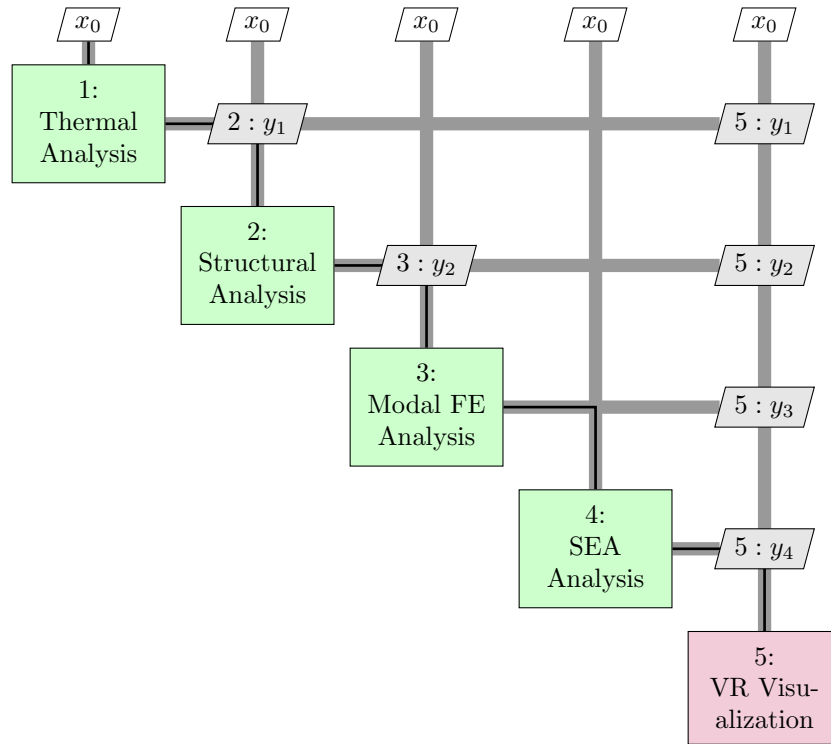 x₀ x₀ x₀ x₀ x₀
1:
Thermal
Analysis
2 : y₁
5 : y₁
2:
Structural
Analysis
3 : y₂
5 : y₂
3:
Modal FE
Analysis
5 : y₃
4:
SEA
Analysis
5 : y₄
5:
VR Visu-
alization